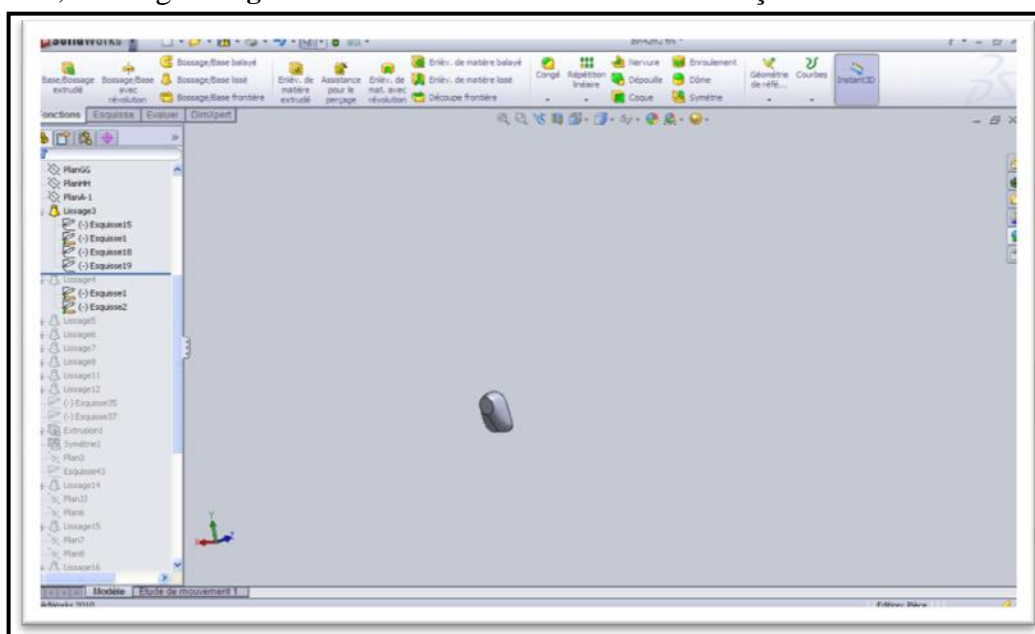 SolidWorks
Base/Bossage extrudé
Bossage/Base avec révolution
Bossage/Base balayé
Bossage/Base lissé
Bossage/Base frontière
Enlèv. de matière extrudé
Assistance pour le perçage
Enlèv. de mat. avec révolution
Enlèv. de matière balayé
Enlèv. de matière lissé
Découpe frontière
Congé
Répétition linéaire
Nervure
Dépouille
Coque
Enroulement
Dôme
Symétrie
Géométrie de réfé...
Courbes
Instant3D
Fonctions Esquisse Evaluer DimXpert
PlanGG
PlanHH
PlanA-1
Lissage3
(-) Esquisse15
(-) Esquisse1
(-) Esquisse18
(-) Esquisse19
Lissage4
(-) Esquisse1
(-) Esquisse2
Lissage5
Lissage6
Lissage7
Lissage8
Lissage11
Lissage12
(-) Esquisse35
(-) Esquisse37
Extrusion1
Symétrie1
Plan2
Esquisse43
Lissage14
PlanJJ
Plan6
Lissage15
Plan7
Plan8
Lissage16
Y
X
Z
Modèle Etude de mouvement 1
SolidWorks 2010
Edition: Pièce